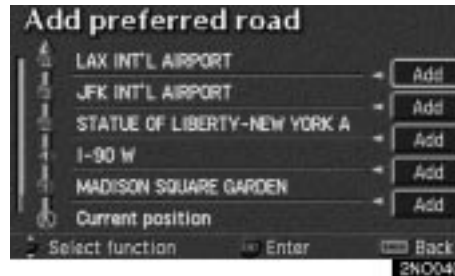 Add preferred road
LAX INT'L AIRPORT
Add
JFK INT'L AIRPORT
Add
STATUE OF LIBERTY-NEW YORK A
Add
I-90 W
Add
MADISON SQUARE GARDEN
Add
Current position
Select function Enter Back